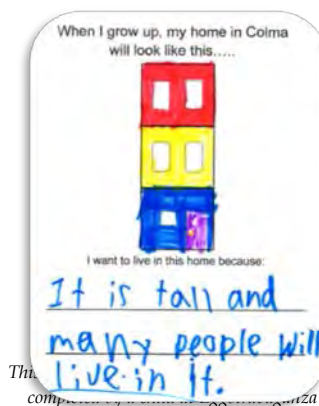 When I grow up, my home in Colma
will look like this.....
I want to live in this home because:
It is tall and
many people will
live in it.